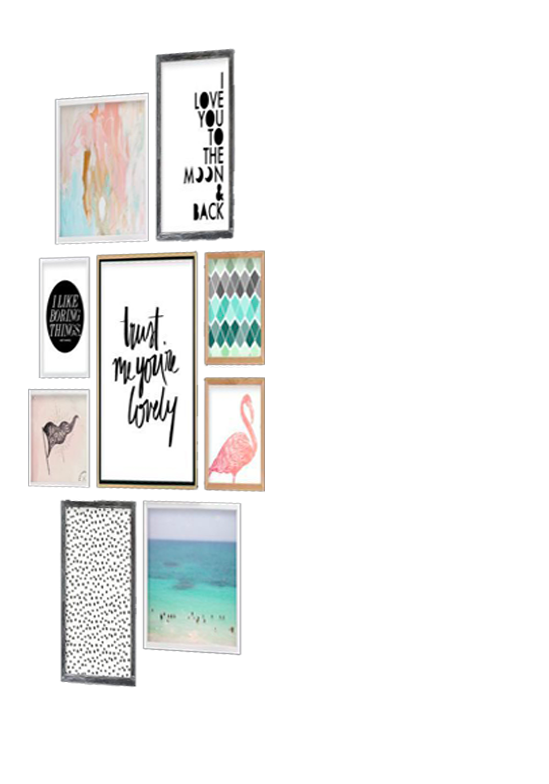 I
LOVE
YOU
TO
THE
MOON
&
BACK
I LIKE
BORING
THINGS.
trust.
me you're
lovely